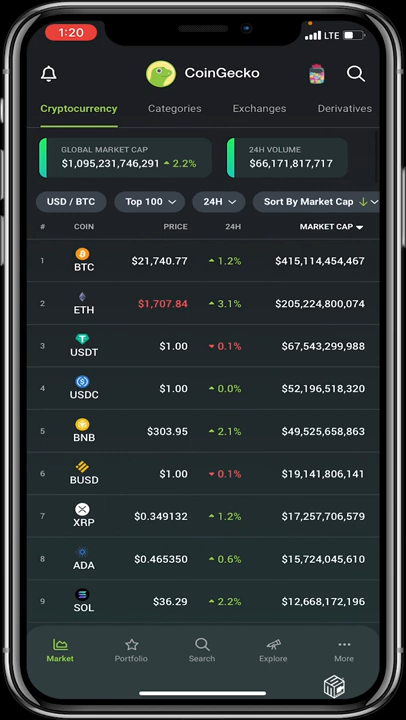 1:20
LTE
CoinGecko
Cryptocurrency Categories Exchanges Derivatives
GLOBAL MARKET CAP
$1,095,231,746,291 2.2%
24H VOLUME
$66,171,817,717
USD / BTC Top 100 24H Sort By Market Cap
# COIN PRICE 24H MARKET CAP
1 BTC $21,740.77 1.2% $415,114,454,467
2 ETH $1,707.84 3.1% $205,224,800,074
3 USDT $1.00 0.1% $67,543,299,988
4 USDC $1.00 0.0% $52,196,518,320
5 BNB $303.95 2.1% $49,525,658,863
6 BUSD $1.00 0.1% $19,141,806,141
7 XRP $0.349132 1.2% $17,257,706,579
8 ADA $0.465350 0.6% $15,724,045,610
9 SOL $36.29 2.2% $12,668,172,196
Market Portfolio Search Explore More